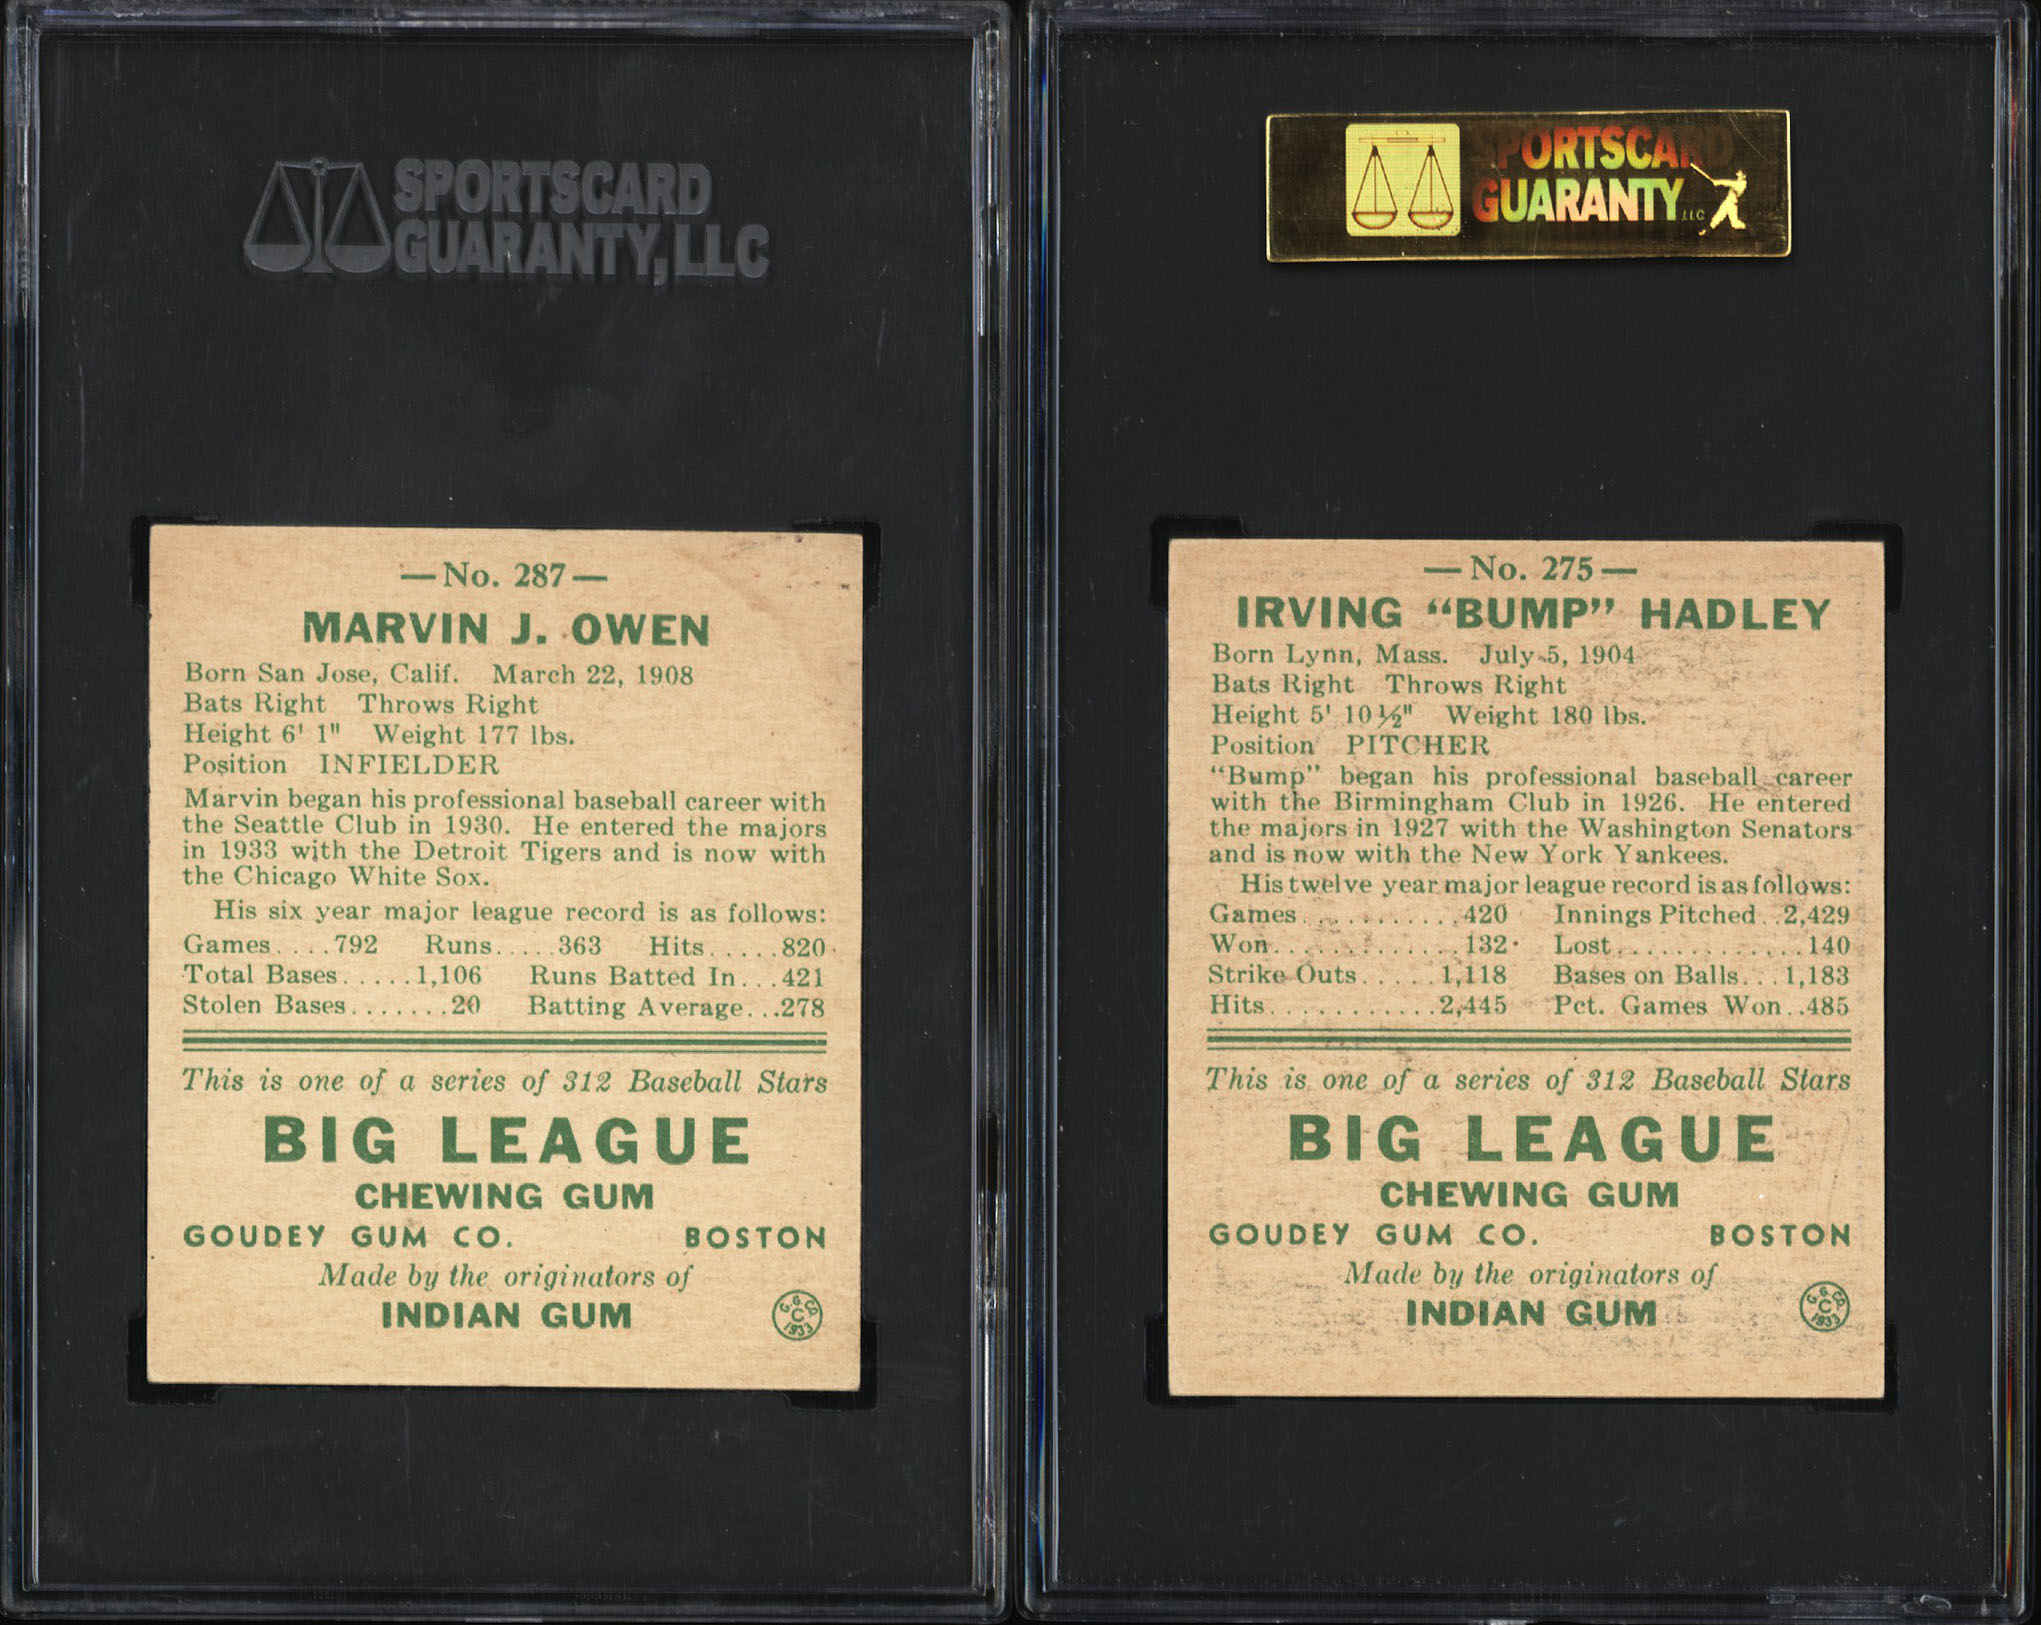 SPORTSCARD
GUARANTY, LLC
— No. 287 —
MARVIN J. OWEN
Born San Jose, Calif. March 22, 1908
Bats Right Throws Right
Height 6' 1" Weight 177 lbs.
Position INFIELDER
Marvin began his professional baseball career with
the Seattle Club in 1930. He entered the majors
in 1933 with the Detroit Tigers and is now with
the Chicago White Sox.
His six year major league record is as follows:
Games....792 Runs.....363 Hits......820
Total Bases.....1,106 Runs Batted In...421
Stolen Bases.......20 Batting Average...278
This is one of a series of 312 Baseball Stars
BIG LEAGUE
CHEWING GUM
GOUDEY GUM CO. BOSTON
Made by the originators of
INDIAN GUM
G. G. CO.
C
1933
SPORTSCARD
GUARANTY LLC
— No. 275 —
IRVING "BUMP" HADLEY
Born Lynn, Mass. July 5, 1904
Bats Right Throws Right
Height 5' 10½" Weight 180 lbs.
Position PITCHER
"Bump" began his professional baseball career
with the Birmingham Club in 1926. He entered
the majors in 1927 with the Washington Senators
and is now with the New York Yankees.
His twelve year major league record is as follows:
Games...........420 Innings Pitched..2,429
Won.............132 Lost.............140
Strike Outs.....1,118 Bases on Balls...1,183
Hits...........2,445 Pct. Games Won..485
This is one of a series of 312 Baseball Stars
BIG LEAGUE
CHEWING GUM
GOUDEY GUM CO. BOSTON
Made by the originators of
INDIAN GUM
G. G. CO.
C
1933